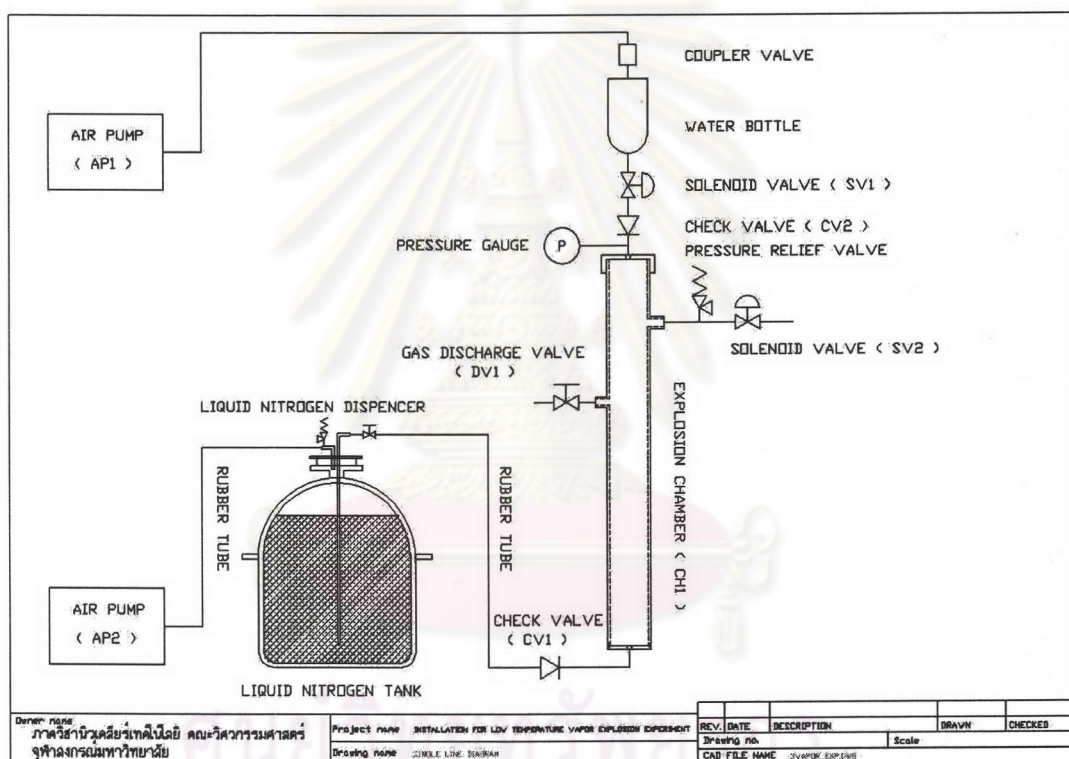 COUPLER VALVE
AIR PUMP
( AP1 )
WATER BOTTLE
SOLENOID VALVE ( SV1 )
CHECK VALVE ( CV2 )
PRESSURE GAUGE
P
PRESSURE RELIEF VALVE
SOLENOID VALVE ( SV2 )
GAS DISCHARGE VALVE
( DV1 )
LIQUID NITROGEN DISPENCER
RUBBER TUBE
RUBBER TUBE
EXPLOSION CHAMBER ( CH1 )
AIR PUMP
( AP2 )
CHECK VALVE
( CV1 )
LIQUID NITROGEN TANK
Owner name
ภาควิชานิวเคลียร์เทคโนโลยี คณะวิศวกรรมศาสตร์
จุฬาลงกรณ์มหาวิทยาลัย
Project name INSTALLATION FOR LOW TEMPERATURE VAPOR EXPLOSION EXPERIMENT
Drawing name SINGLE LINE DIAGRAM
REV. DATE DESCRIPTION DRAWN CHECKED
Drawing no. Scale
CAD FILE NAME